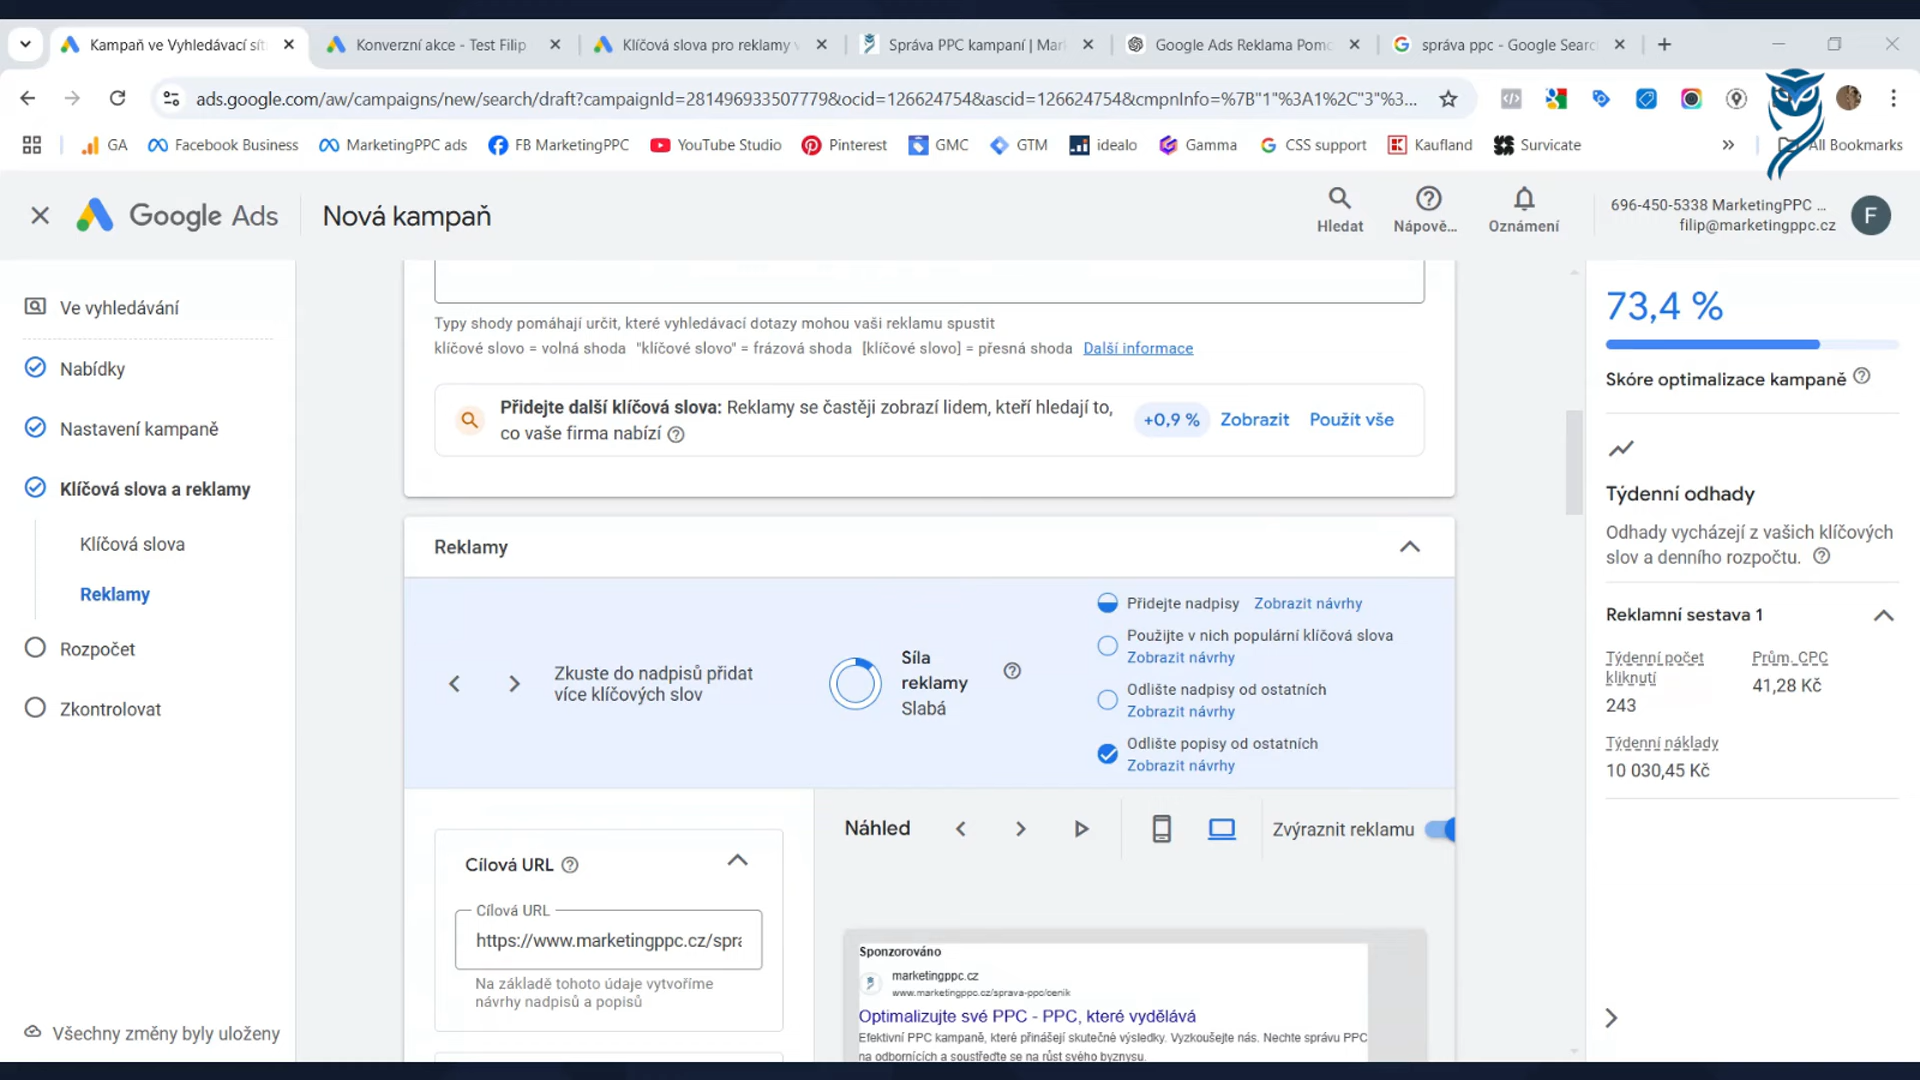 Kampaň ve Vyhledávací sít
Konverzní akce - Test Filip
Klíčová slova pro reklamy v
Správa PPC kampaní | Mark
Google Ads Reklama Pomo
správa ppc - Google Searc
ads.google.com/aw/campaigns/new/search/draft?campaignId=281496933507779&ocid=126624754&ascid=126624754&cmpnInfo=%7B"1"%3A1%2C"3"%3...
GA
Facebook Business
MarketingPPC ads
FB MarketingPPC
YouTube Studio
Pinterest
GMC
GTM
idealo
Gamma
CSS support
Kaufland
Survicate
All Bookmarks
Google Ads
Nová kampaň
Hledat
Nápově...
Oznámení
696-450-5338 MarketingPPC ...
filip@marketingppc.cz
F
Ve vyhledávání
Nabídky
Nastavení kampaně
Klíčová slova a reklamy
Klíčová slova
Reklamy
Rozpočet
Zkontrolovat
Všechny změny byly uloženy
Typy shody pomáhají určit, které vyhledávací dotazy mohou vaši reklamu spustit
klíčové slovo = volná shoda "klíčové slovo" = frázová shoda [klíčové slovo] = přesná shoda Další informace
Přidejte další klíčová slova: Reklamy se častěji zobrazí lidem, kteří hledají to,
co vaše firma nabízí
+0,9 %
Zobrazit
Použít vše
Reklamy
Zkuste do nadpisů přidat
více klíčových slov
Síla
reklamy
Slabá
Přidejte nadpisy Zobrazit návrhy
Použijte v nich populární klíčová slova
Zobrazit návrhy
Odlište nadpisy od ostatních
Zobrazit návrhy
Odlište popisy od ostatních
Zobrazit návrhy
Cílová URL
Cílová URL
https://www.marketingppc.cz/spra
Na základě tohoto údaje vytvoříme
návrhy nadpisů a popisů
Náhled
Zvýraznit reklamu
Sponzorováno
marketingppc.cz
www.marketingppc.cz/sprava-ppc/cenik
Optimalizujte své PPC - PPC, které vydělává
Efektivní PPC kampaně, které přinášejí skutečné výsledky. Vyzkoušejte nás. Nechte správu PPC
na odbornících a soustřeďte se na růst svého byznysu.
73,4 %
Skóre optimalizace kampaně
Týdenní odhady
Odhady vycházejí z vašich klíčových
slov a denního rozpočtu.
Reklamní sestava 1
Týdenní počet
kliknutí
243
Prům. CPC
41,28 Kč
Týdenní náklady
10 030,45 Kč